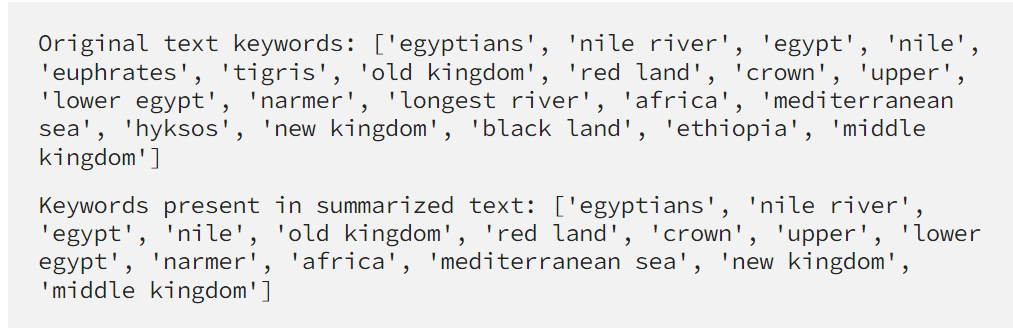 Original text keywords: ['egyptians', 'nile river', 'egypt', 'nile',
'euphrates', 'tigris', 'old kingdom', 'red land', 'crown', 'upper',
'lower egypt', 'narmer', 'longest river', 'africa', 'mediterranean
sea', 'hyksos', 'new kingdom', 'black land', 'ethiopia', 'middle
kingdom']
Keywords present in summarized text: ['egyptians', 'nile river',
'egypt', 'nile', 'old kingdom', 'red land', 'crown', 'upper', 'lower
egypt', 'narmer', 'africa', 'mediterranean sea', 'new kingdom',
'middle kingdom']